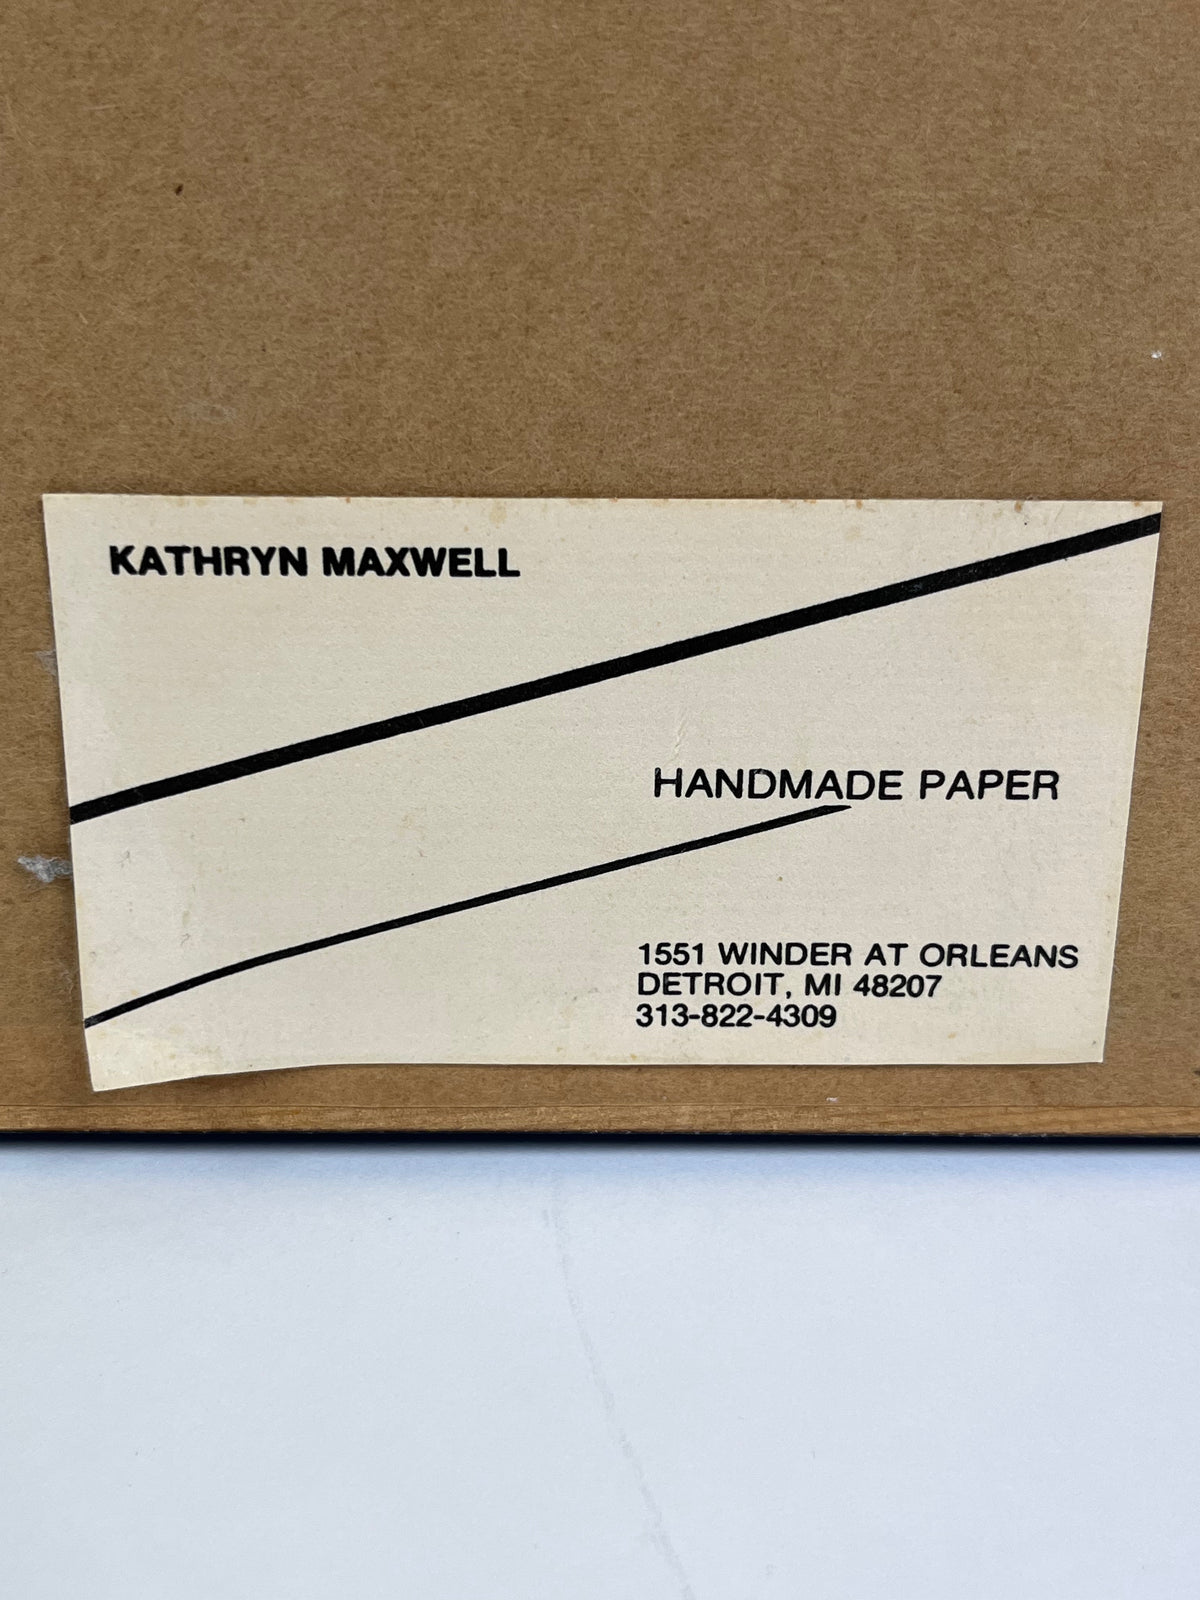 KATHRYN MAXWELL
HANDMADE PAPER
1551 WINDER AT ORLEANS
DETROIT, MI 48207
313-822-4309